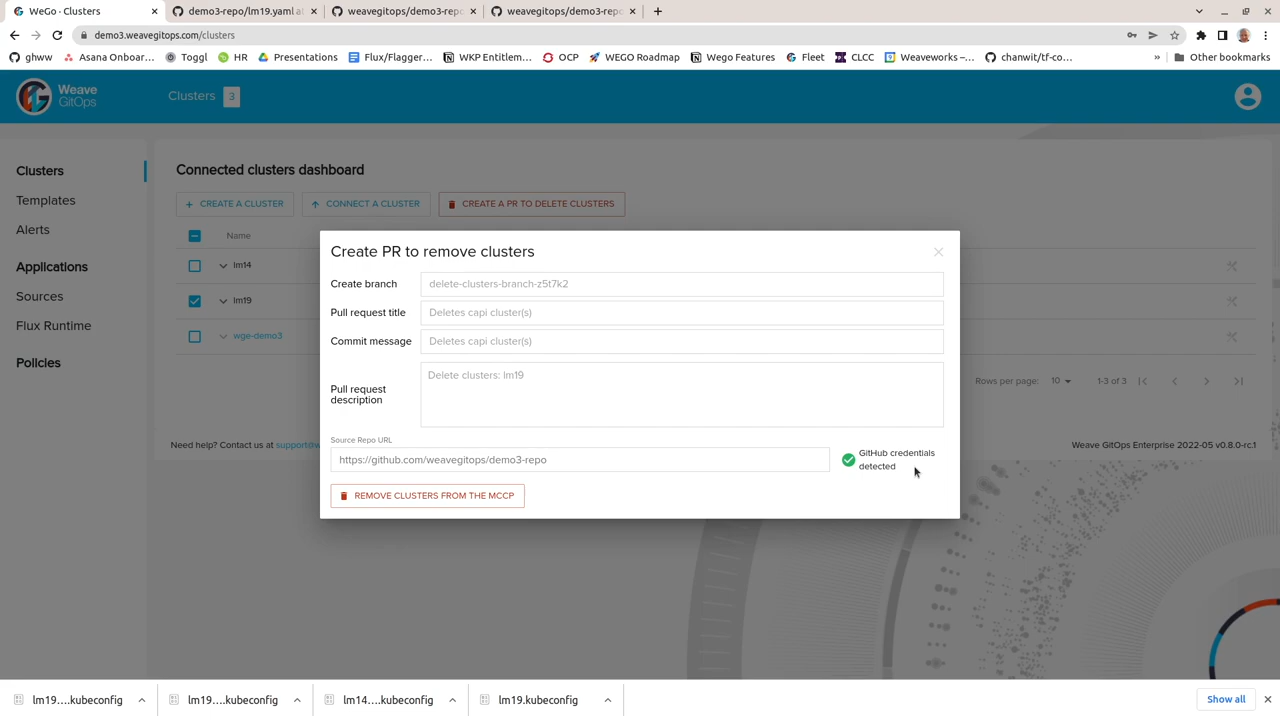 WeGo · Clusters
demo3-repo/lm19.yaml at
weavegitops/demo3-repo
weavegitops/demo3-repo
demo3.weavegitops.com/clusters
ghww
Asana Onboar...
Toggl
HR
Presentations
Flux/Flagger...
WKP Entitlem...
OCP
WEGO Roadmap
Wego Features
Fleet
CLCC
Weaveworks –...
chanwit/tf-co...
»
Other bookmarks
Weave
GitOps
Clusters 3
Clusters
Templates
Alerts
Applications
Sources
Flux Runtime
Policies
Connected clusters dashboard
+ CREATE A CLUSTER
CONNECT A CLUSTER
CREATE A PR TO DELETE CLUSTERS
Name
lm14
lm19
wge-demo3
Create PR to remove clusters
Create branch
delete-clusters-branch-z5t7k2
Pull request title
Deletes capi cluster(s)
Commit message
Deletes capi cluster(s)
Pull request
description
Delete clusters: lm19
Source Repo URL
https://github.com/weavegitops/demo3-repo
GitHub credentials
detected
REMOVE CLUSTERS FROM THE MCCP
Rows per page: 10
1-3 of 3
Need help? Contact us at support@w
Weave GitOps Enterprise 2022-05 v0.8.0-rc.1
lm19....kubeconfig
lm19....kubeconfig
lm14....kubeconfig
lm19.kubeconfig
Show all